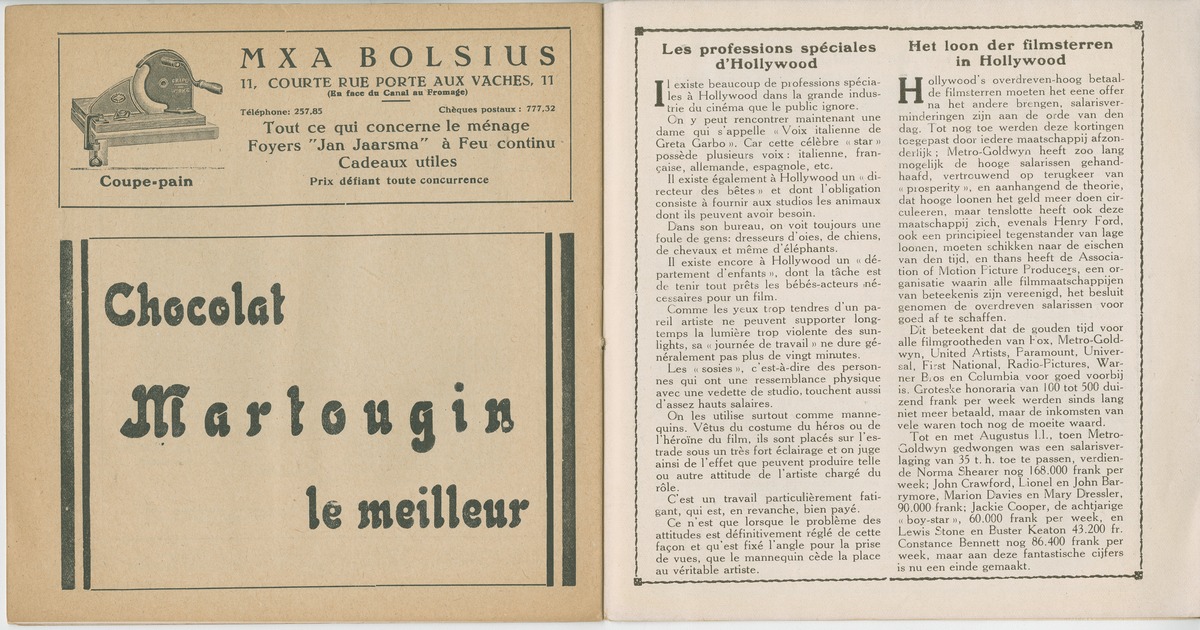 MXA BOLSIUS
11, COURTE RUE PORTE AUX VACHES, 11
(En face du Canal au Fromage)
Téléphone: 257,85
Chèques postaux : 777,32
Tout ce qui concerne le ménage
Foyers "Jan Jaarsma" à Feu continu
Cadeaux utiles
Coupe-pain
Prix défiant toute concurrence
Chocolat
Martougin
le meilleur
Les professions spéciales
d'Hollywood
Il existe beaucoup de professions spécia-
les à Hollywood dans la grande indus-
trie du cinéma que le public ignore.
On y peut rencontrer maintenant une
dame qui s'appelle « Voix italienne de
Greta Garbo ». Car cette célèbre « star »
possède plusieurs voix : italienne, fran-
çaise, allemande, espagnole, etc.
Il existe également à Hollywood un « di-
recteur des bêtes » et dont l'obligation
consiste à fournir aux studios les animaux
dont ils peuvent avoir besoin.
Dans son bureau, on voit toujours une
foule de gens: dresseurs d'oies, de chiens,
de chevaux et même d'éléphants.
Il existe encore à Hollywood un « dé-
partement d'enfants », dont la tâche est
de tenir tout prêts les bébés-acteurs né-
cessaires pour un film.
Comme les yeux trop tendres d'un pa-
reil artiste ne peuvent supporter long-
temps la lumière trop violente des sun-
lights, sa « journée de travail » ne dure gé-
néralement pas plus de vingt minutes.
Les « sosies », c'est-à-dire des person-
nes qui ont une ressemblance physique
avec une vedette de studio, touchent aussi
d'assez hauts salaires.
On les utilise surtout comme manne-
quins. Vêtus du costume du héros ou de
l'héroïne du film, ils sont placés sur l'es-
trade sous un très fort éclairage et on juge
ainsi de l'effet que peuvent produire telle
ou autre attitude de l'artiste chargé du
rôle.
C'est un travail particulièrement fati-
gant, qui est, en revanche, bien payé.
Ce n'est que lorsque le problème des
attitudes est définitivement réglé de cette
façon et qu'est fixé l'angle pour la prise
de vues, que le mannequin cède la place
au véritable artiste.
Het loon der filmsterren
in Hollywood
Hollywood's overdreven-hoog betaal-
de filmsterren moeten het eene offer
na het andere brengen, salarisver-
minderingen zijn aan de orde van den
dag. Tot nog toe werden deze kortingen
toegepast door iedere maatschappij afzon-
derlijk; Metro-Goldwyn heeft zoo lang
mogelijk de hooge salarissen gehand-
haafd, vertrouwend op terugkeer van
« prosperity », en aanhangend de theorie,
dat hooge loonen het geld meer doen cir-
culeeren, maar tenslotte heeft ook deze
maatschappij zich, evenals Henry Ford,
ook een principieel tegenstander van lage
loonen, moeten schikken naar de eischen
van den tijd, en thans heeft de Associa-
tion of Motion Picture Producers, een or-
ganisatie waarin alle filmmaatschappijen
van beteekenis zijn vereenigd, het besluit
genomen de overdreven salarissen voor
goed af te schaffen.
Dit beteekent dat de gouden tijd voor
alle filmgrootheden van Fox, Metro-Gold-
wyn, United Artists, Paramount, Univer-
sal, First National, Radio-Pictures, War-
ner Bros en Columbia voor goed voorbij
is. Groteske honoraria van 100 tot 500 dui-
zend frank per week werden sinds lang
niet meer betaald, maar de inkomsten van
vele waren toch nog de moeite waard.
Tot en met Augustus l.l., toen Metro-
Goldwyn gedwongen was een salarisver-
laging van 35 t. h. toe te passen, verdien-
de Norma Shearer nog 168.000 frank per
week; John Crawford, Lionel en John Bar-
rymore, Marion Davies en Mary Dressler,
90.000 frank; Jackie Cooper, de achtjarige
« boy-star », 60.000 frank per week, en
Lewis Stone en Buster Keaton 43.200 fr.
Constance Bennett nog 86.400 frank per
week, maar aan deze fantastische cijfers
is nu een einde gemaakt.